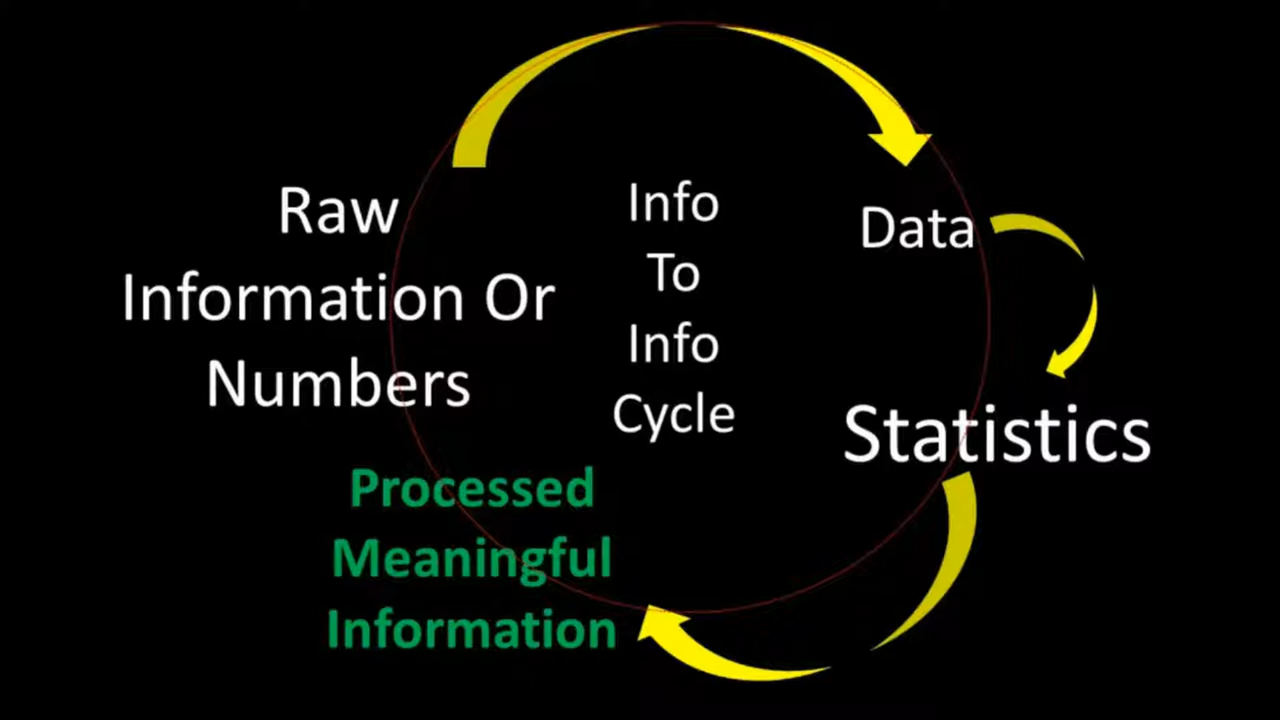 Raw
Information Or
Numbers
Info
To
Info
Cycle
Data
Statistics
Processed
Meaningful
Information